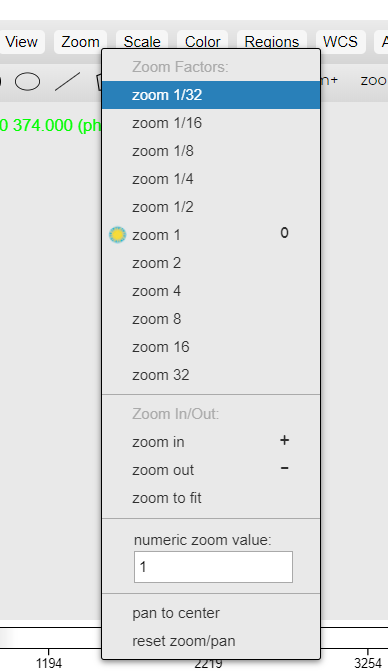 View Zoom Scale Color Regions WCS
zoo
0 374.000 (ph
Zoom Factors:
zoom 1/32
zoom 1/16
zoom 1/8
zoom 1/4
zoom 1/2
zoom 1 0
zoom 2
zoom 4
zoom 8
zoom 16
zoom 32
Zoom In/Out:
zoom in +
zoom out -
zoom to fit
numeric zoom value:
1
pan to center
reset zoom/pan
1194 2219 3254